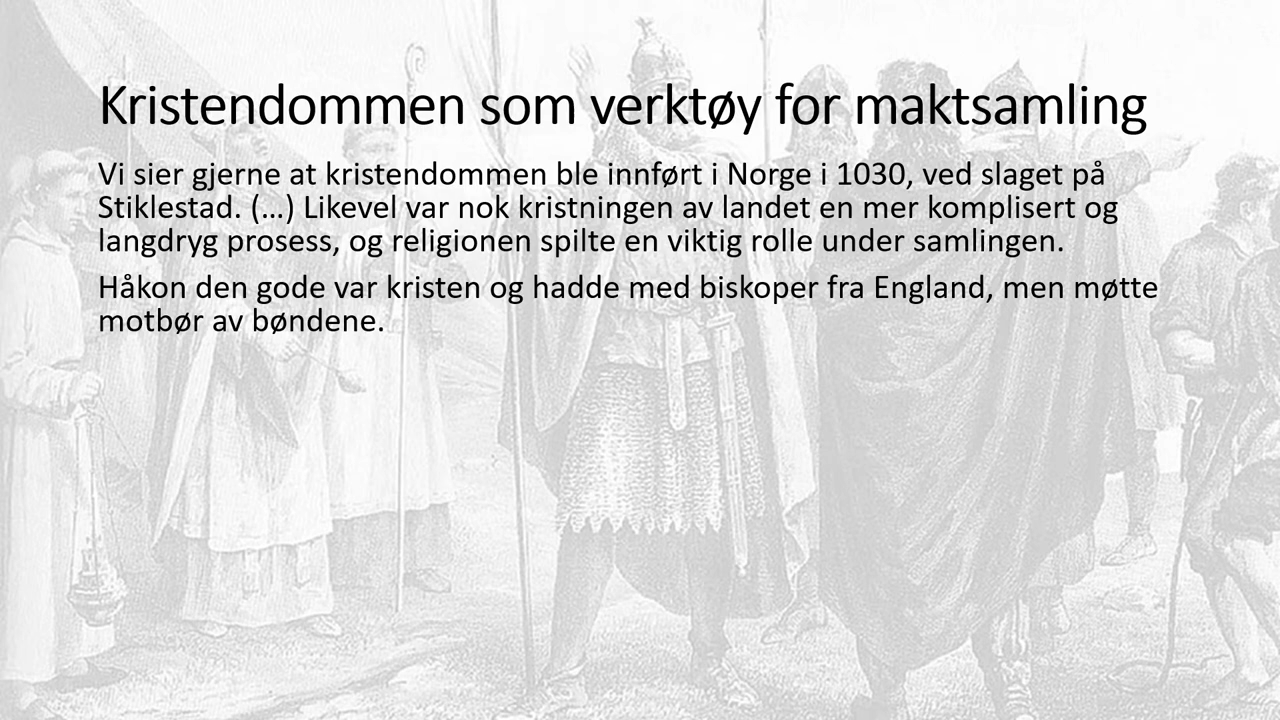 Kristendommen som verktøy for maktsamling
Vi sier gjerne at kristendommen ble innført i Norge i 1030, ved slaget på
Stiklestad. (…) Likevel var nok kristningen av landet en mer komplisert og
langdryg prosess, og religionen spilte en viktig rolle under samlingen.
Håkon den gode var kristen og hadde med biskoper fra England, men møtte
motbør av bøndene.